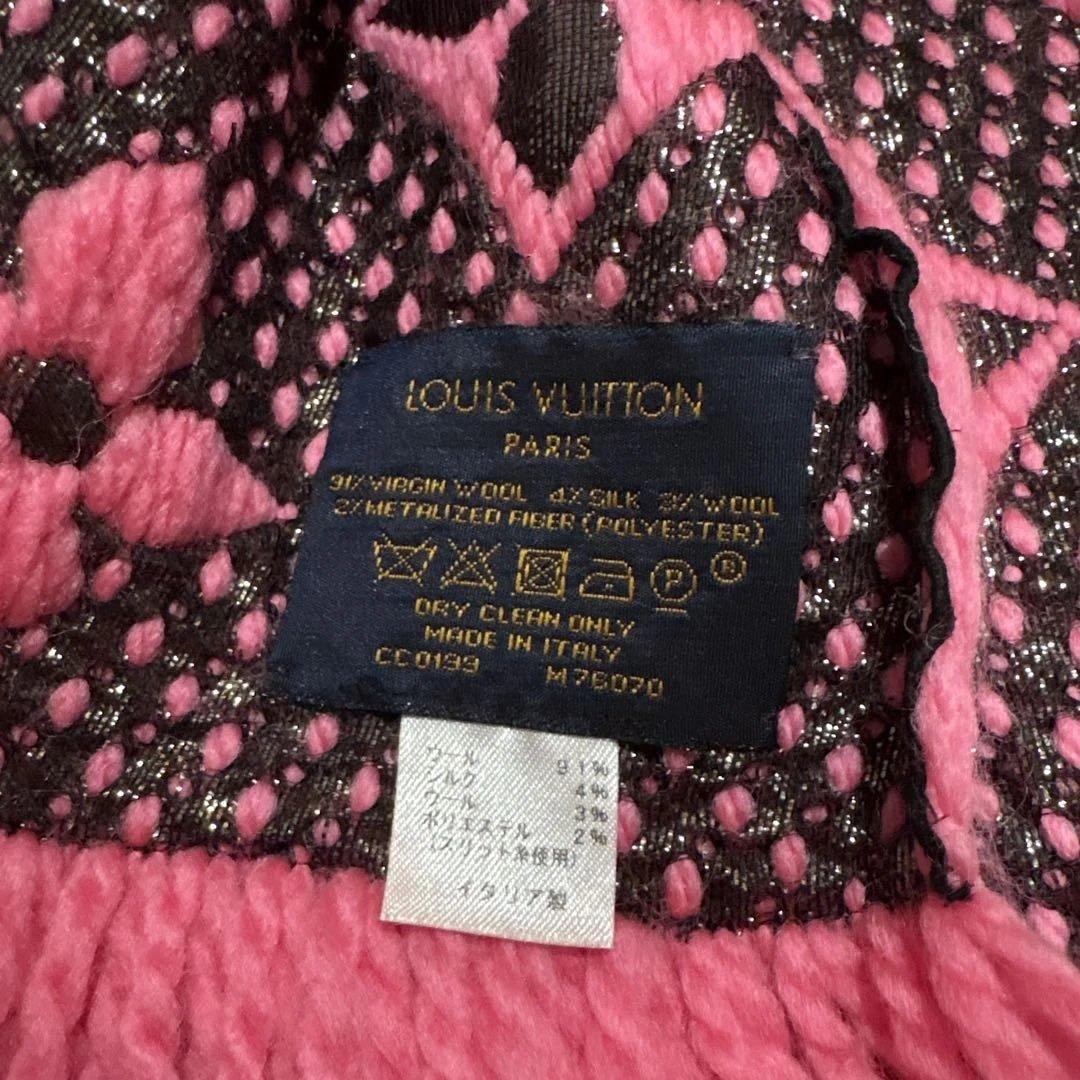 LOUIS VUITTON
PARIS
91% VIRGIN WOOL 4% SILK 3% WOOL
2% METALIZED FIBER (POLYESTER)
P B
DRY CLEAN ONLY
MADE IN ITALY
CC0199 M76070
ウール 91%
シルク 4%
ウール 3%
ポリエステル 2%
(スリット糸使用)
イタリア製